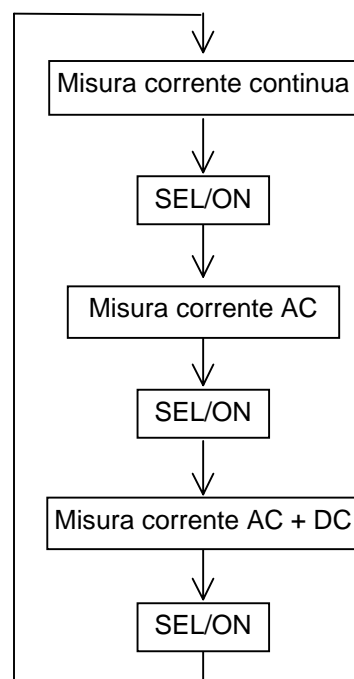 Misura corrente continua
SEL/ON
Misura corrente AC
SEL/ON
Misura corrente AC + DC
SEL/ON